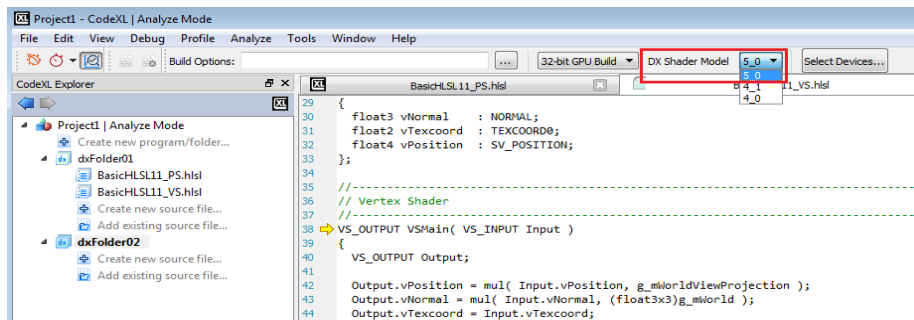 Project1 - CodeXL | Analyze Mode
File Edit View Debug Profile Analyze Tools Window Help
Build Options: ... 32-bit GPU Build DX Shader Model 5_0 Select Devices...
5_0
4_1
4_0
CodeXL Explorer
BasicHLSL11_PS.hlsl
1_VS.hlsl
Project1 | Analyze Mode
Create new program/folder...
dxFolder01
BasicHLSL11_PS.hlsl
BasicHLSL11_VS.hlsl
Create new source file...
Add existing source file...
dxFolder02
Create new source file...
Add existing source file...
29 {
30 float3 vNormal : NORMAL;
31 float2 vTexcoord : TEXCOORD0;
32 float4 vPosition : SV_POSITION;
33 };
34
35 //--------------------------------------------------------------------------------------
36 // Vertex Shader
37 //--------------------------------------------------------------------------------------
38 VS_OUTPUT VSMain( VS_INPUT Input )
39 {
40 VS_OUTPUT Output;
41
42 Output.vPosition = mul( Input.vPosition, g_mWorldViewProjection );
43 Output.vNormal = mul( Input.vNormal, (float3x3)g_mWorld );
44 Output.vTexcoord = Input.vTexcoord;